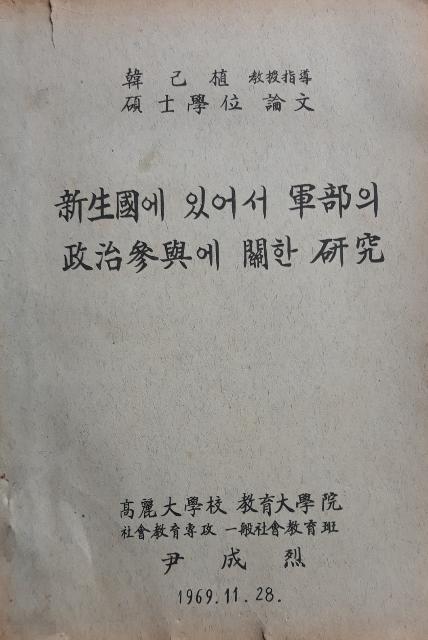 韓己植 教授指導
碩士學位 論文
新生國에 있어서 軍部의
政治參與에 關한 硏究
高麗大學校 教育大學院
社會教育專攻 一般社會教育班
尹成烈
1969.11.28.